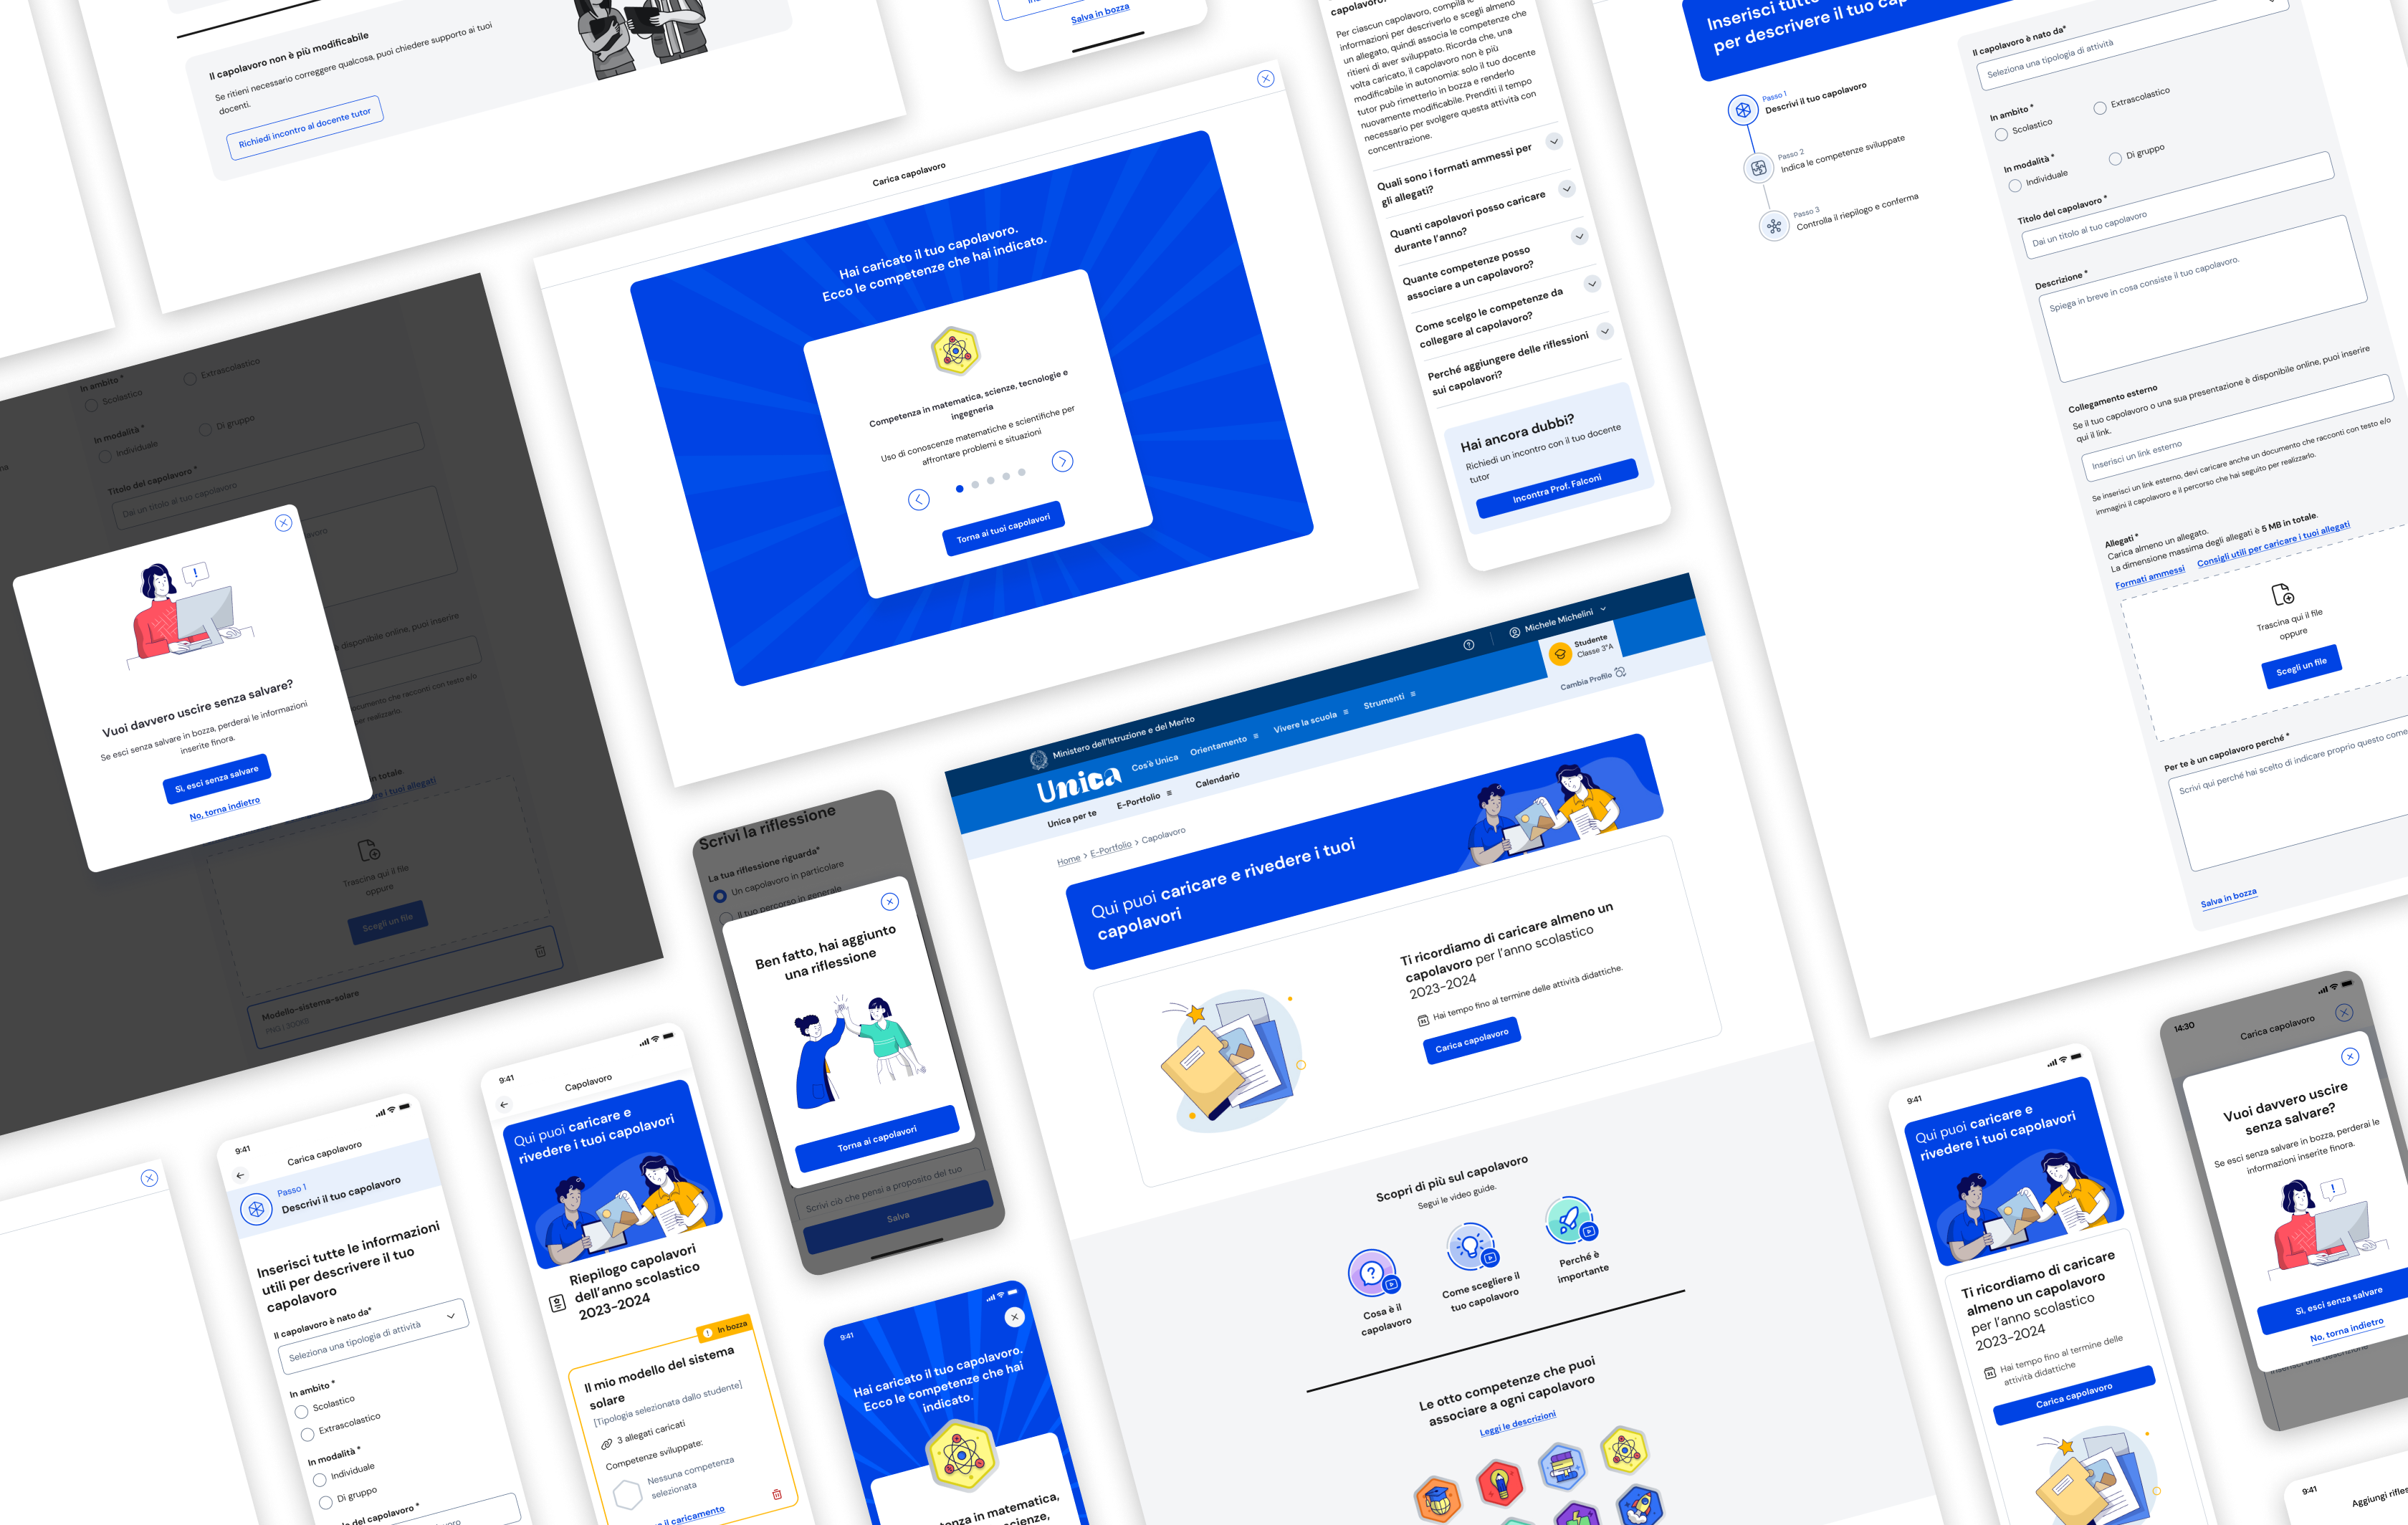 Il capolavoro non è più modificabile
Se ritieni necessario correggere qualcosa, puoi chiedere supporto ai tuoi
docenti.
Richiedi incontro al docente tutor
Salva in bozza
capolavoro
Per ciascun capolavoro, compila le
informazioni per descriverlo e scegli almeno
un allegato, quindi associa le competenze che
ritieni di aver sviluppato. Ricorda che, una
volta caricato, il capolavoro non è più
modificabile in autonomia: solo il tuo docente
tutor può rimetterlo in bozza e renderlo
nuovamente modificabile. Prenditi il tempo
necessario per svolgere questa attività con
concentrazione.
Quali sono i formati ammessi per
gli allegati?
Quanti capolavori posso caricare
durante l'anno?
Quante competenze posso
associare a un capolavoro?
Come scelgo le competenze da
collegare al capolavoro?
Perché aggiungere delle riflessioni
sui capolavori?
Hai ancora dubbi?
Richiedi un incontro con il tuo docente
tutor
Incontra Prof. Falconi
Inserisci tutte
per descrivere il tuo
Passo 1
Descrivi il tuo capolavoro
Passo 2
Indica le competenze sviluppate
Passo 3
Controlla il riepilogo e conferma
Il capolavoro è nato da*
Seleziona una tipologia di attività
In ambito *
Scolastico
Extrascolastico
In modalità *
Individuale
Di gruppo
Titolo del capolavoro *
Dai un titolo al tuo capolavoro
Descrizione *
Spiega in breve in cosa consiste il tuo capolavoro.
Collegamento esterno
Se il tuo capolavoro o una sua presentazione è disponibile online, puoi inserire
qui il link.
Inserisci un link esterno
Se inserisci un link esterno, devi caricare anche un documento che racconti con testo e/o
immagini il capolavoro e il percorso che hai seguito per realizzarlo.
Allegati *
Carica almeno un allegato.
La dimensione massima degli allegati è 5 MB in totale.
Formati ammessi
Consigli utili per caricare i tuoi allegati
Trascina qui il file
oppure
Scegli un file
Per te è un capolavoro perché *
Scrivi qui perché hai scelto di indicare proprio questo come
Salva in bozza
Carica capolavoro
Hai caricato il tuo capolavoro.
Ecco le competenze che hai indicato.
Competenza in matematica, scienze, tecnologie e
ingegneria
Uso di conoscenze matematiche e scientifiche per
affrontare problemi e situazioni
Torna ai tuoi capolavori
In ambito *
Scolastico
Extrascolastico
In modalità *
Individuale
Di gruppo
Titolo del capolavoro *
Dai un titolo al tuo capolavoro
disponibile online, puoi inserire
documento che racconti con testo e/o
per realizzarlo.
in totale.
i tuoi allegati
Trascina qui il file
oppure
Scegli un file
Modello-sistema-solare
Vuoi davvero uscire senza salvare?
Se esci senza salvare in bozza, perderai le informazioni
inserite finora.
Sì, esci senza salvare
No, torna indietro
Ministero dell'Istruzione e del Merito
Michele Michelini
Unica
Cos'è Unica
Orientamento
Vivere la scuola
Strumenti
Studente
Classe 3°A
Cambia Profilo
Unica per te
E-Portfolio
Calendario
Home > E-Portfolio > Capolavoro
Qui puoi caricare e rivedere i tuoi
capolavori
Ti ricordiamo di caricare almeno un
capolavoro per l'anno scolastico
2023-2024
Hai tempo fino al termine delle attività didattiche.
Carica capolavoro
Scopri di più sul capolavoro
Segui le video guide.
Cosa è il
capolavoro
Come scegliere il
tuo capolavoro
Perché è
importante
Le otto competenze che puoi
associare a ogni capolavoro
Leggi le descrizioni
Scrivi la riflessione
La tua riflessione riguarda*
Un capolavoro in particolare
Il tuo percorso in generale
Ben fatto, hai aggiunto
una riflessione
Torna ai capolavori
Scrivi ciò che pensi a proposito del tuo
Salva
9:41
Carica capolavoro
Passo 1
Descrivi il tuo capolavoro
Inserisci tutte le informazioni
utili per descrivere il tuo
capolavoro
Il capolavoro è nato da*
Seleziona una tipologia di attività
In ambito *
Scolastico
Extrascolastico
In modalità *
Individuale
Di gruppo
del capolavoro *
9:41
Capolavoro
Qui puoi caricare e
rivedere i tuoi capolavori
Riepilogo capolavori
dell'anno scolastico
2023-2024
In bozza
Il mio modello del sistema
solare
[Tipologia selezionata dallo studente]
3 allegati caricati
Competenze sviluppate:
Nessuna competenza
selezionata
il caricamento
9:41
Hai caricato il tuo capolavoro.
Ecco le competenze che hai
indicato.
in matematica,
9:41
Qui puoi caricare e
rivedere i tuoi capolavori
Ti ricordiamo di caricare
almeno un capolavoro
per l'anno scolastico
2023-2024
Hai tempo fino al termine delle
attività didattiche
Carica capolavoro
14:30
Carica capolavoro
Vuoi davvero uscire
senza salvare?
Se esci senza salvare in bozza, perderai le
informazioni inserite finora.
Sì, esci senza salvare
No, torna indietro
9:41
Aggiungi